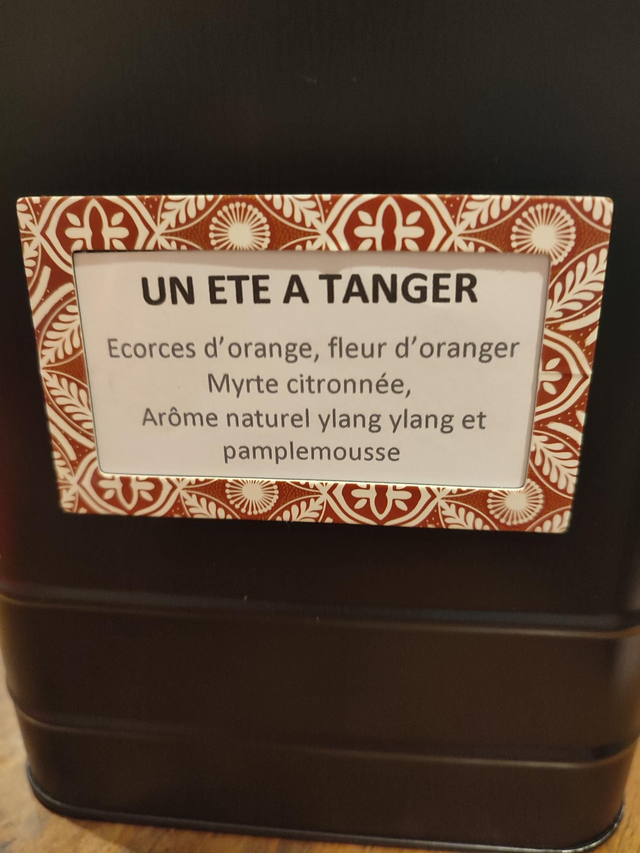 UN ETE A TANGER
Ecorces d'orange, fleur d'oranger
Myrte citronnée,
Arôme naturel ylang ylang et
pamplemousse